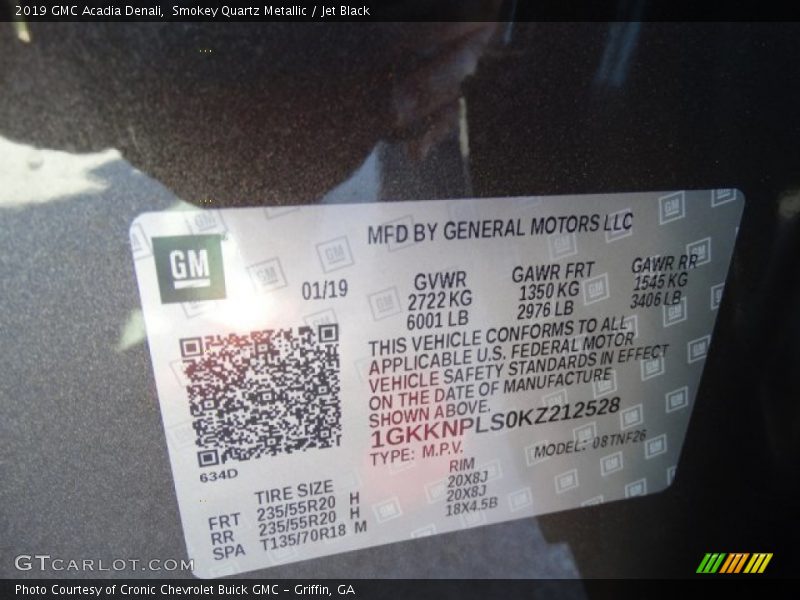 2019 GMC Acadia Denali, Smokey Quartz Metallic / Jet Black
MFD BY GENERAL MOTORS LLC
GM
01/19
GVWR GAWR FRT GAWR RR
2722 KG 1350 KG 1545 KG
6001 LB 2976 LB 3406 LB
THIS VEHICLE CONFORMS TO ALL
APPLICABLE U.S. FEDERAL MOTOR
VEHICLE SAFETY STANDARDS IN EFFECT
ON THE DATE OF MANUFACTURE
SHOWN ABOVE.
1GKKNPLS0KZ212528
TYPE: M.P.V. MODEL: 08TNF26
634D
TIRE SIZE RIM
FRT 235/55R20 H 20X8J
RR 235/55R20 H 20X8J
SPA T135/70R18 M 18X4.5B
GTCARLOT.COM
Photo Courtesy of Cronic Chevrolet Buick GMC – Griffin, GA